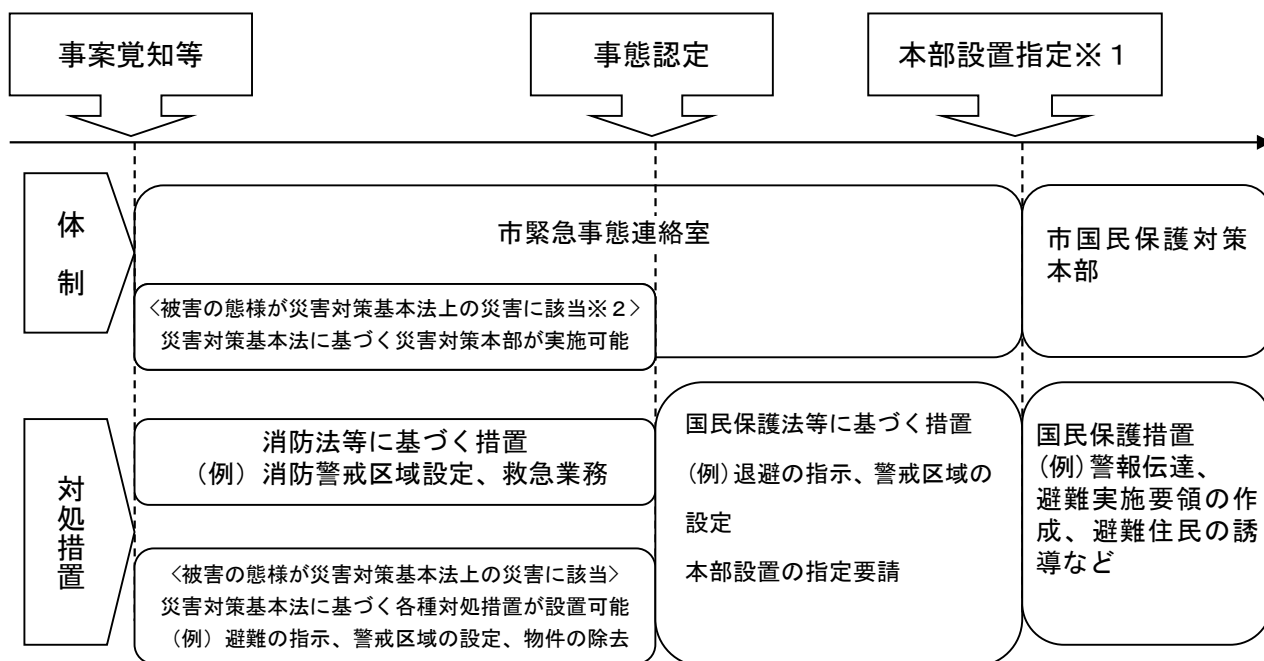 事案覚知等
事態認定
本部設置指定※１
体
制
市緊急事態連絡室
<被害の態様が災害対策基本法上の災害に該当※２>
災害対策基本法に基づく災害対策本部が実施可能
市国民保護対策
本部
対処措置
消防法等に基づく措置
（例）消防警戒区域設定、救急業務
<被害の態様が災害対策基本法上の災害に該当>
災害対策基本法に基づく各種対処措置が設置可能
（例）避難の指示、警戒区域の設定、物件の除去
国民保護法等に基づく措置
(例)退避の指示、警戒区域の
設定
本部設置の指定要請
国民保護措置
(例)警報伝達、
避難実施要領の作
成、避難住民の誘
導など